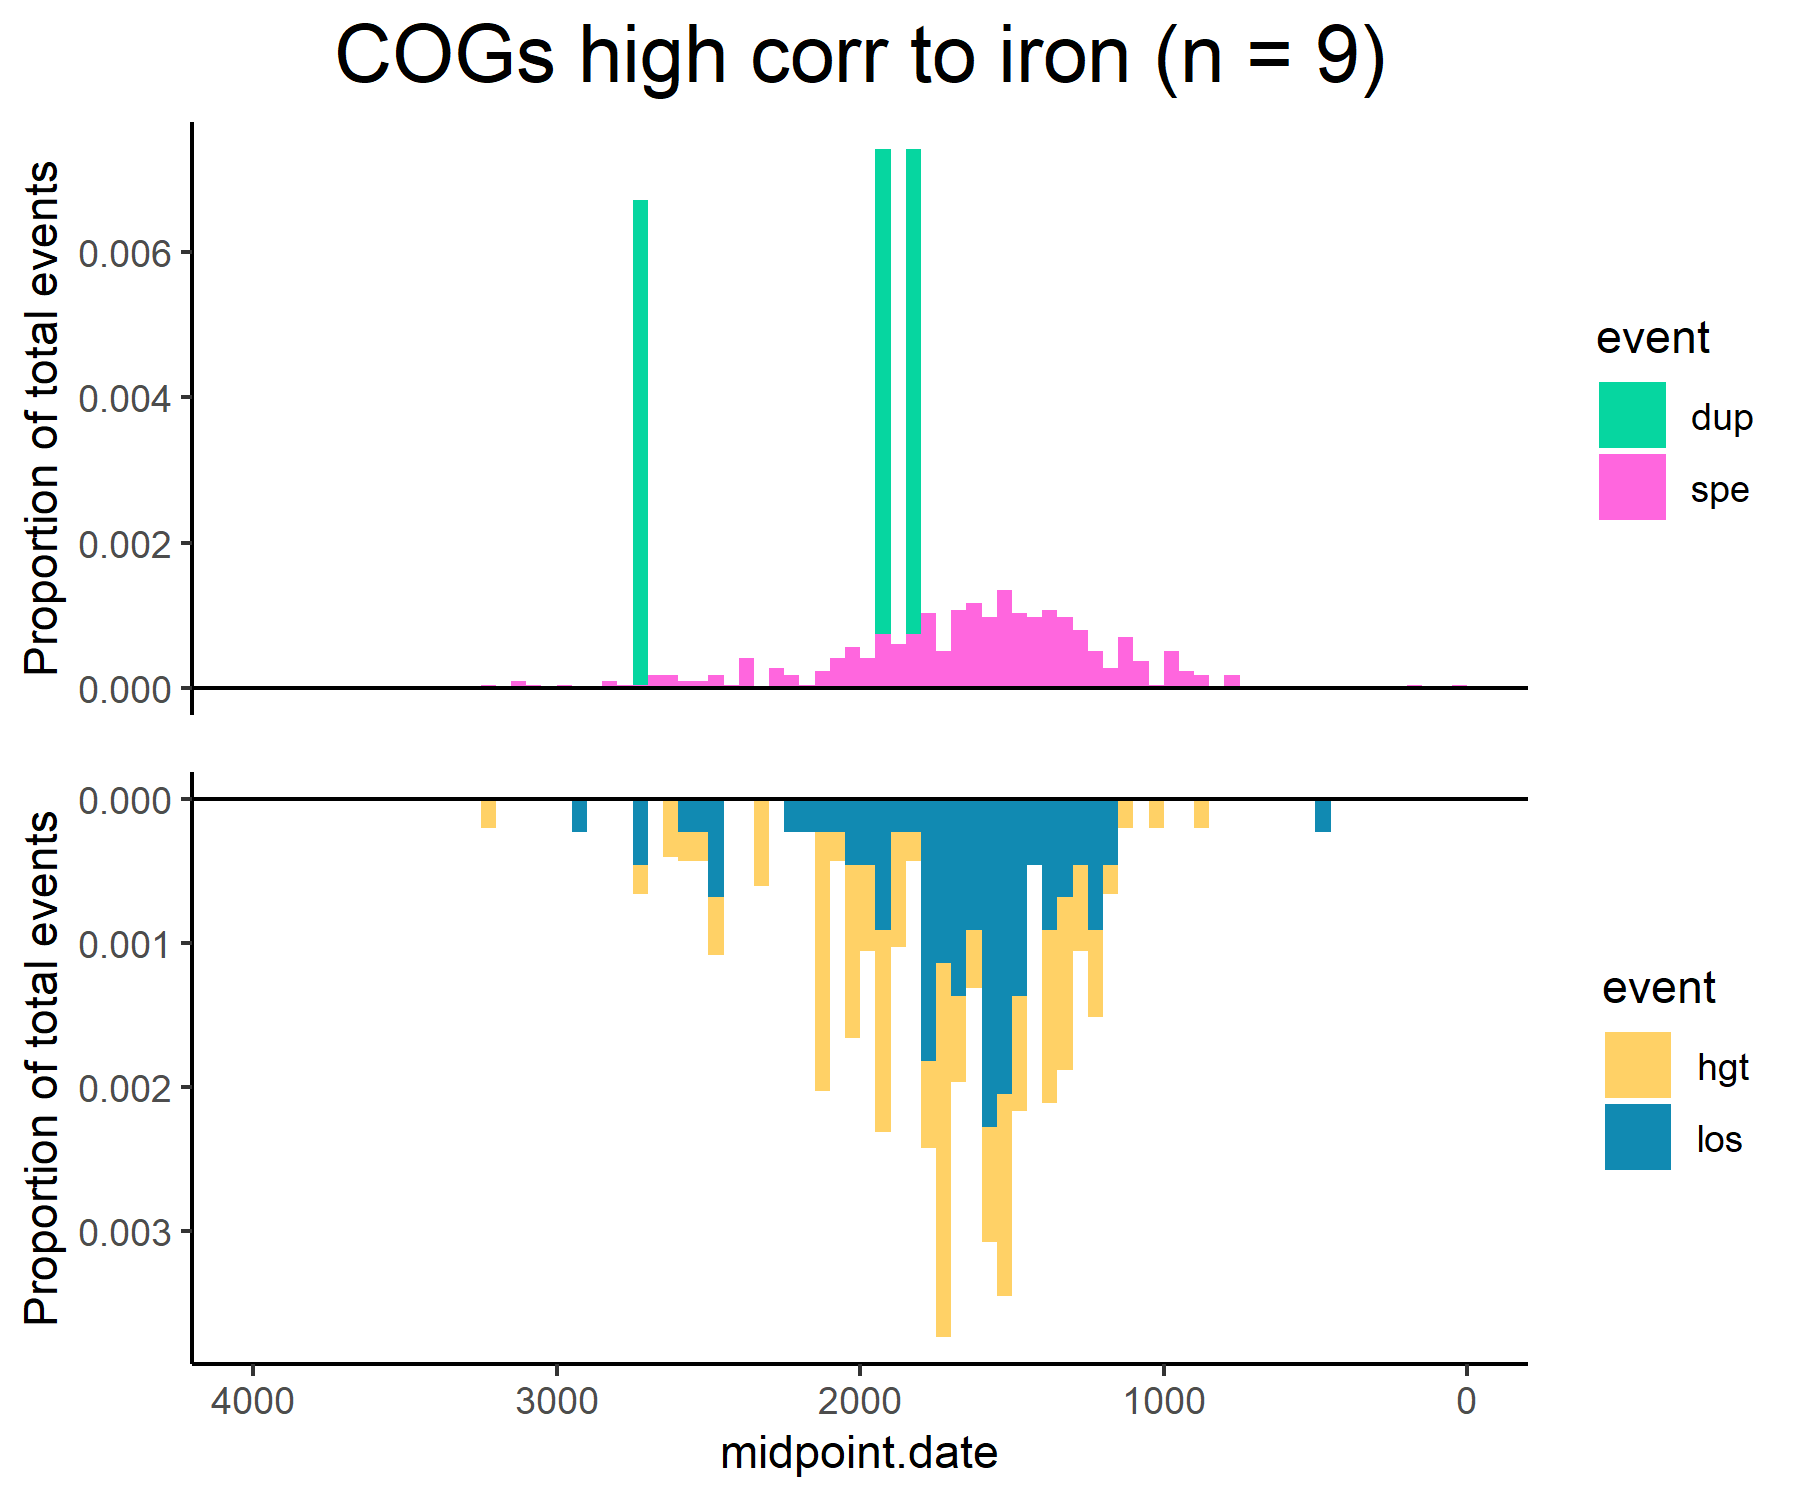 COGs high corr to iron (n = 9)
Proportion of total events
0.006
0.004
0.002
0.000
event
dup
spe
Proportion of total events
0.000
0.001
0.002
0.003
event
hgt
los
4000 3000 2000 1000 0
midpoint.date